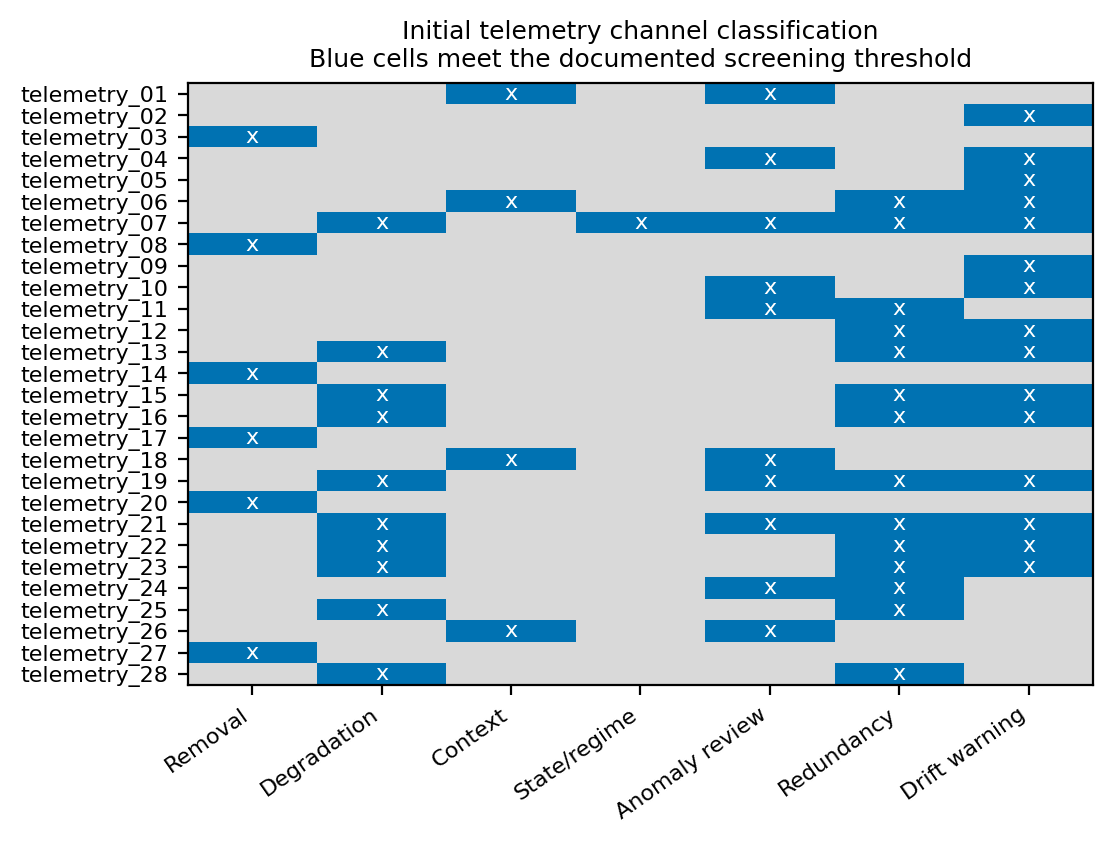 Initial telemetry channel classification
Blue cells meet the documented screening threshold
telemetry_01 x x
telemetry_02 x
telemetry_03 x
telemetry_04 x x
telemetry_05 x
telemetry_06 x x x
telemetry_07 x x x x x
telemetry_08 x
telemetry_09 x
telemetry_10 x x
telemetry_11 x x
telemetry_12 x x
telemetry_13 x x x
telemetry_14 x
telemetry_15 x x x
telemetry_16 x x x
telemetry_17 x
telemetry_18 x x
telemetry_19 x x x x
telemetry_20 x
telemetry_21 x x x x
telemetry_22 x x x
telemetry_23 x x x
telemetry_24 x x
telemetry_25 x x
telemetry_26 x x
telemetry_27 x
telemetry_28 x x
Removal
Degradation
Context
State/regime
Anomaly review
Redundancy
Drift warning